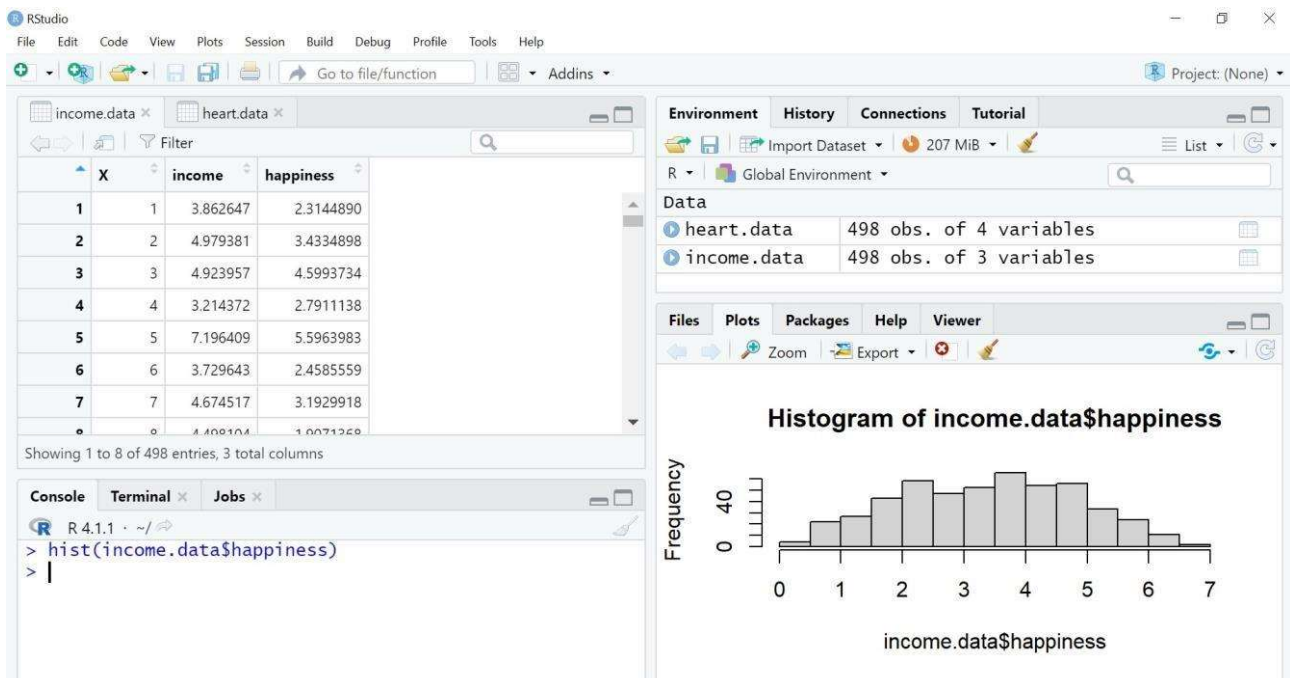 RStudio
File Edit Code View Plots Session Build Debug Profile Tools Help
Go to file/function Addins Project: (None)
income.data heart.data
Filter
X income happiness
1 1 3.862647 2.3144890
2 2 4.979381 3.4334898
3 3 4.923957 4.5993734
4 4 3.214372 2.7911138
5 5 7.196409 5.5963983
6 6 3.729643 2.4585559
7 7 4.674517 3.1929918
Showing 1 to 8 of 498 entries, 3 total columns
Console Terminal Jobs
R 4.1.1 · ~/
> hist(income.data$happiness)
>
Environment History Connections Tutorial
Import Dataset 207 MiB List
R Global Environment
Data
heart.data 498 obs. of 4 variables
income.data 498 obs. of 3 variables
Files Plots Packages Help Viewer
Zoom Export
Histogram of income.data$happiness
Frequency
40
0
0 1 2 3 4 5 6 7
income.data$happiness